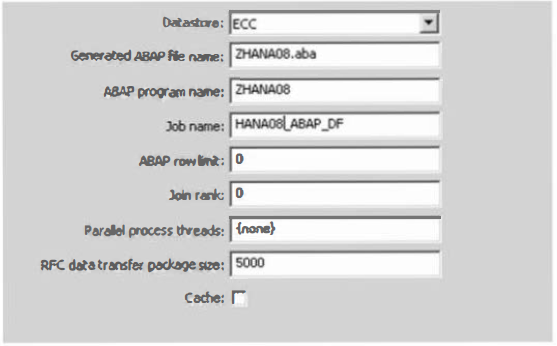 Datastore: ECC
Generated ABAP file name: ZHANA08.aba
ABAP program name: ZHANA08
Job name: HANA08_ABAP_DF
ABAP row limit: 0
Join rank: 0
Parallel process threads: {none}
RFC data transfer package size: 5000
Cache: